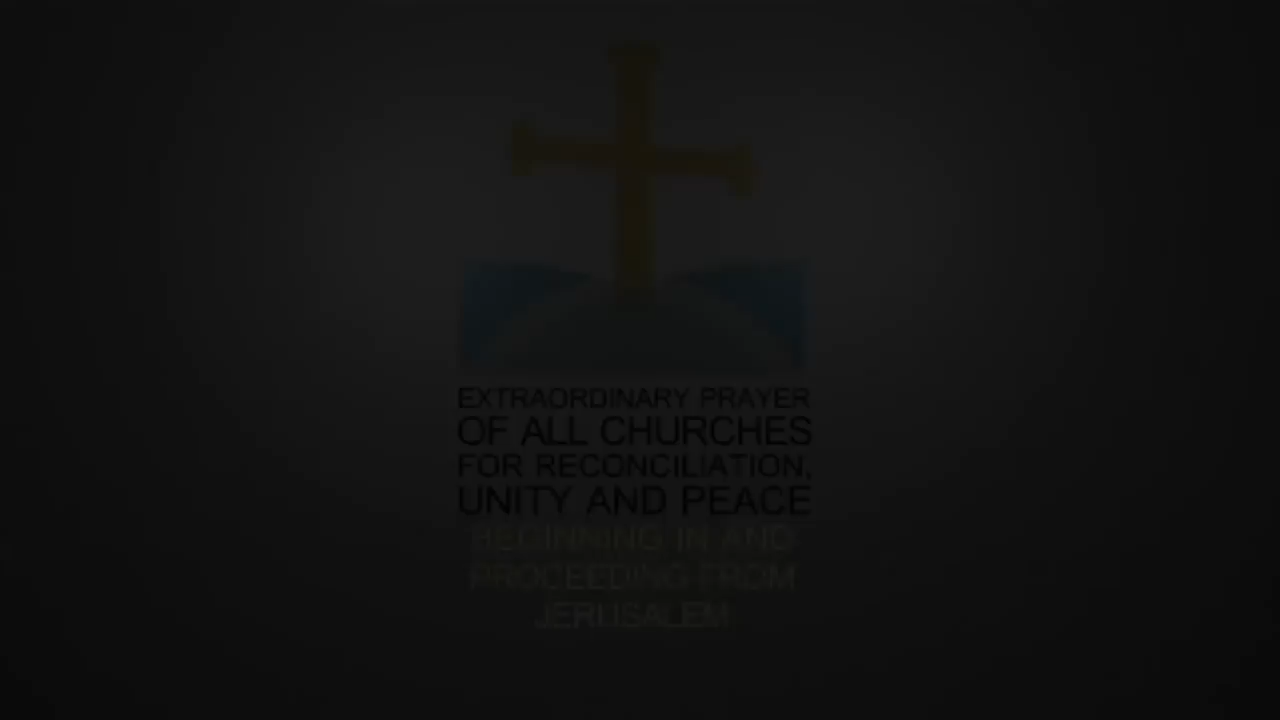 EXTRAORDINARY PRAYER
OF ALL CHURCHES
FOR RECONCILIATION,
UNITY AND PEACE
BEGINNING IN AND
PROCEEDING FROM
JERUSALEM